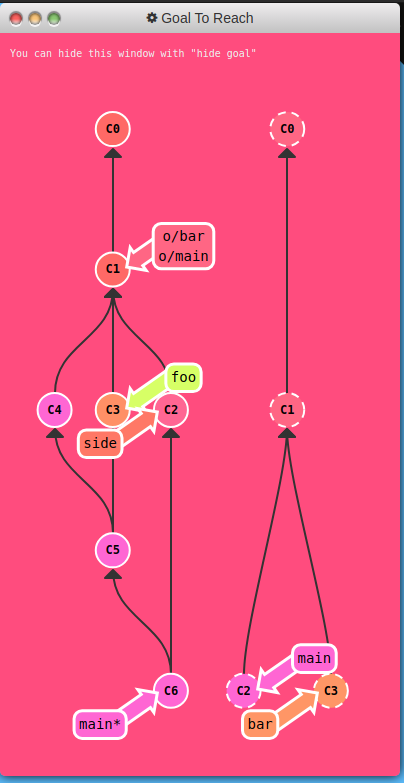 Goal To Reach
You can hide this window with "hide goal"
C0
C0
o/bar
o/main
C1
foo
C4
C3
C2
C1
side
C5
main
C6
C2
C3
main*
bar